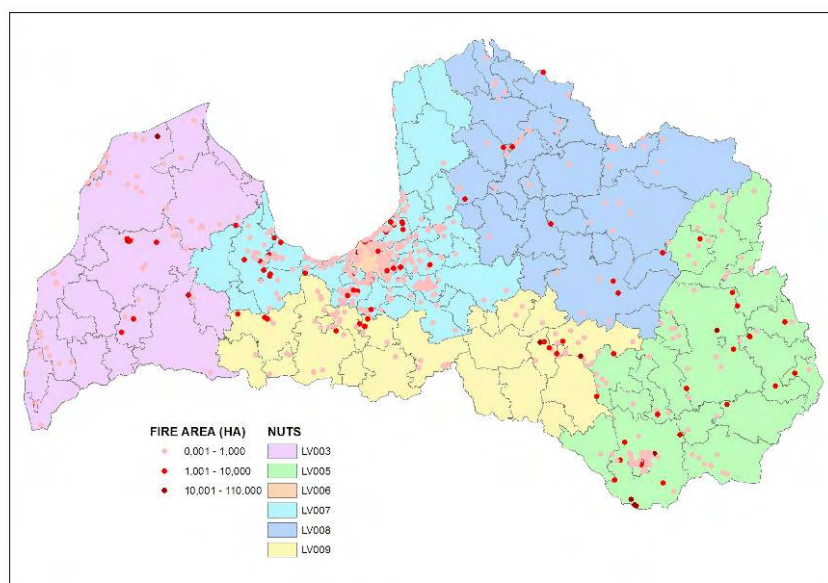 FIRE AREA (HA)
0,001 - 1,000
1,001 - 10,000
10,001 - 110,000
NUTS
LV003
LV005
LV006
LV007
LV008
LV009